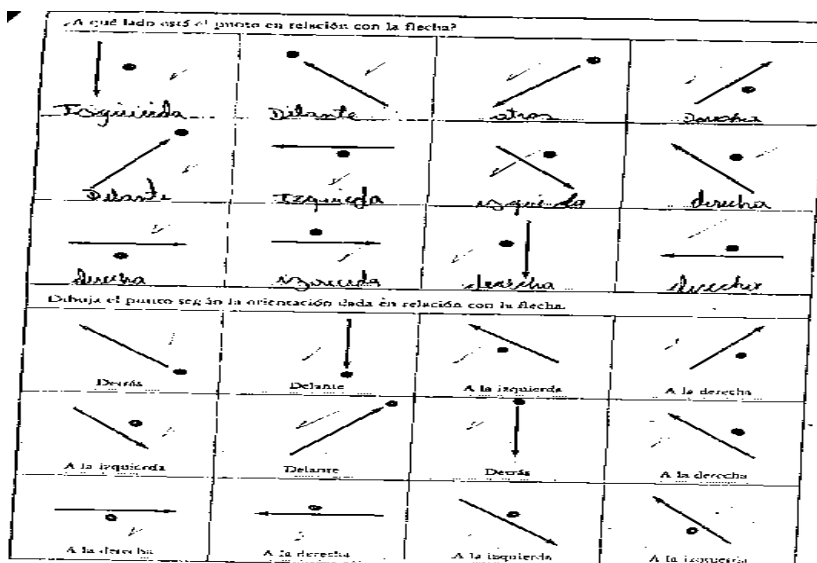 ¿A qué lado está el punto en relación con la flecha?
Izquierda Delante atras Derecha
Delante Izquierda izquierda derecha
derecha izquierda derecha derecha
Dibuja el punto según la orientación dada en relación con la flecha.
Detrás Delante A la izquierda A la derecha
A la izquierda Delante Detrás A la derecha
A la derecha A la derecha A la izquierda A la izquierda